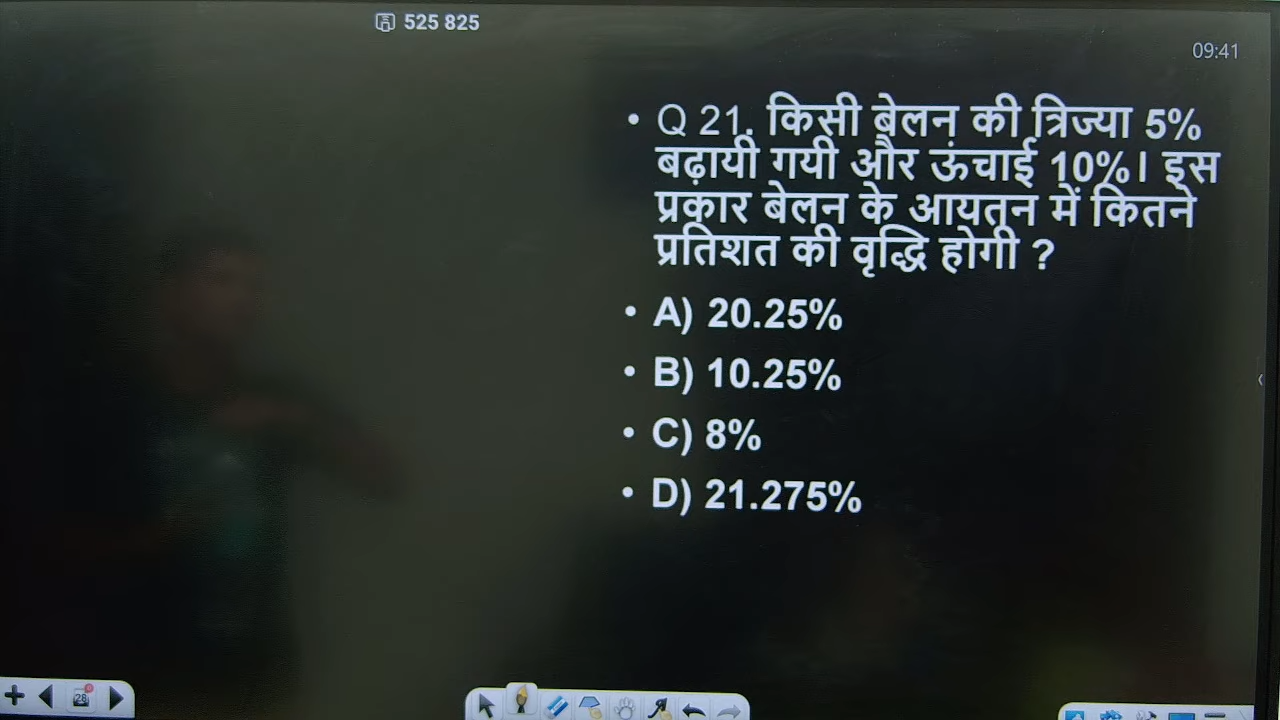 525 825
09:41
• Q 21. किसी बेलन की त्रिज्या 5%
बढ़ायी गयी और ऊंचाई 10%। इस
प्रकार बेलन के आयतन में कितने
प्रतिशत की वृद्धि होगी ?
• A) 20.25%
• B) 10.25%
• C) 8%
• D) 21.275%
28